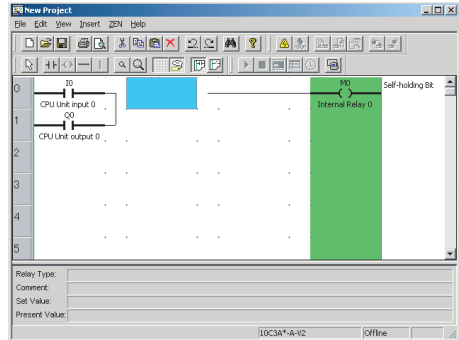 New Project
File Edit View Insert ZEN Help
0 I0 M0 Self-holding Bit
CPU Unit input 0 Internal Relay 0
1 Q0
CPU Unit output 0
2
3
4
5
Relay Type:
Comment:
Set Value:
Present Value:
10C3A*-A-V2 Offline